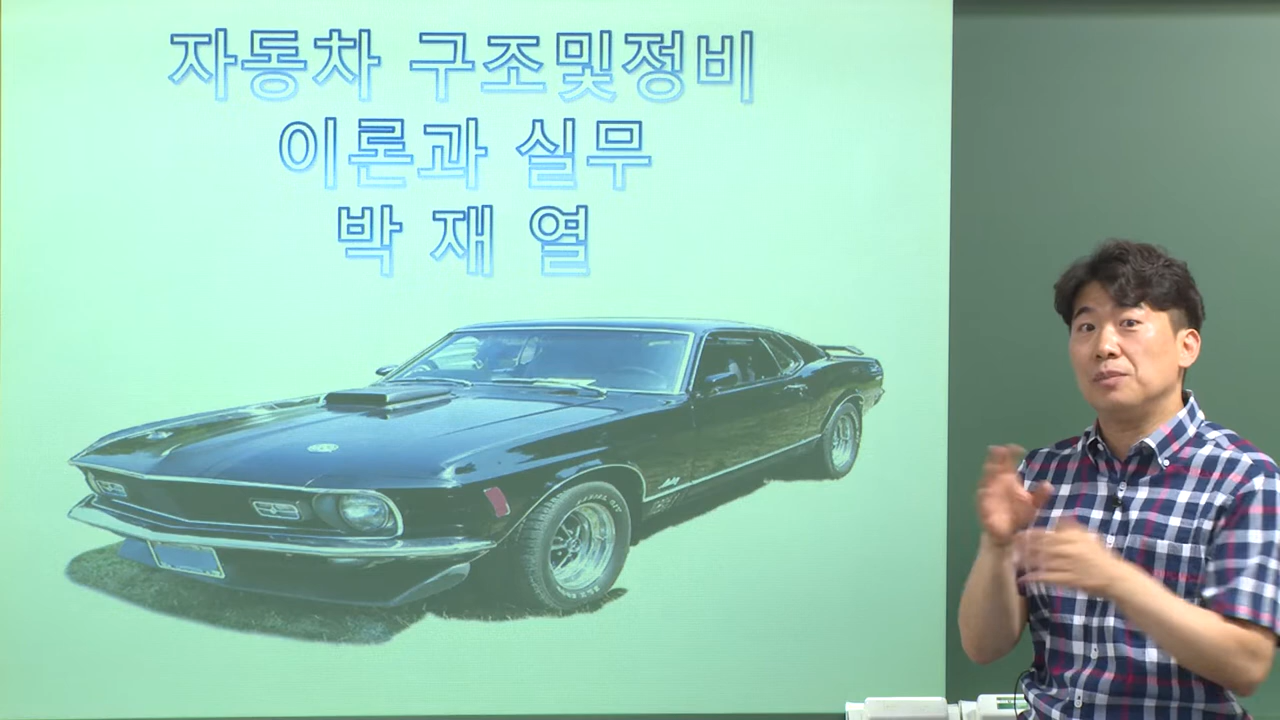 자동차 구조및정비
이론과 실무
박 재 열